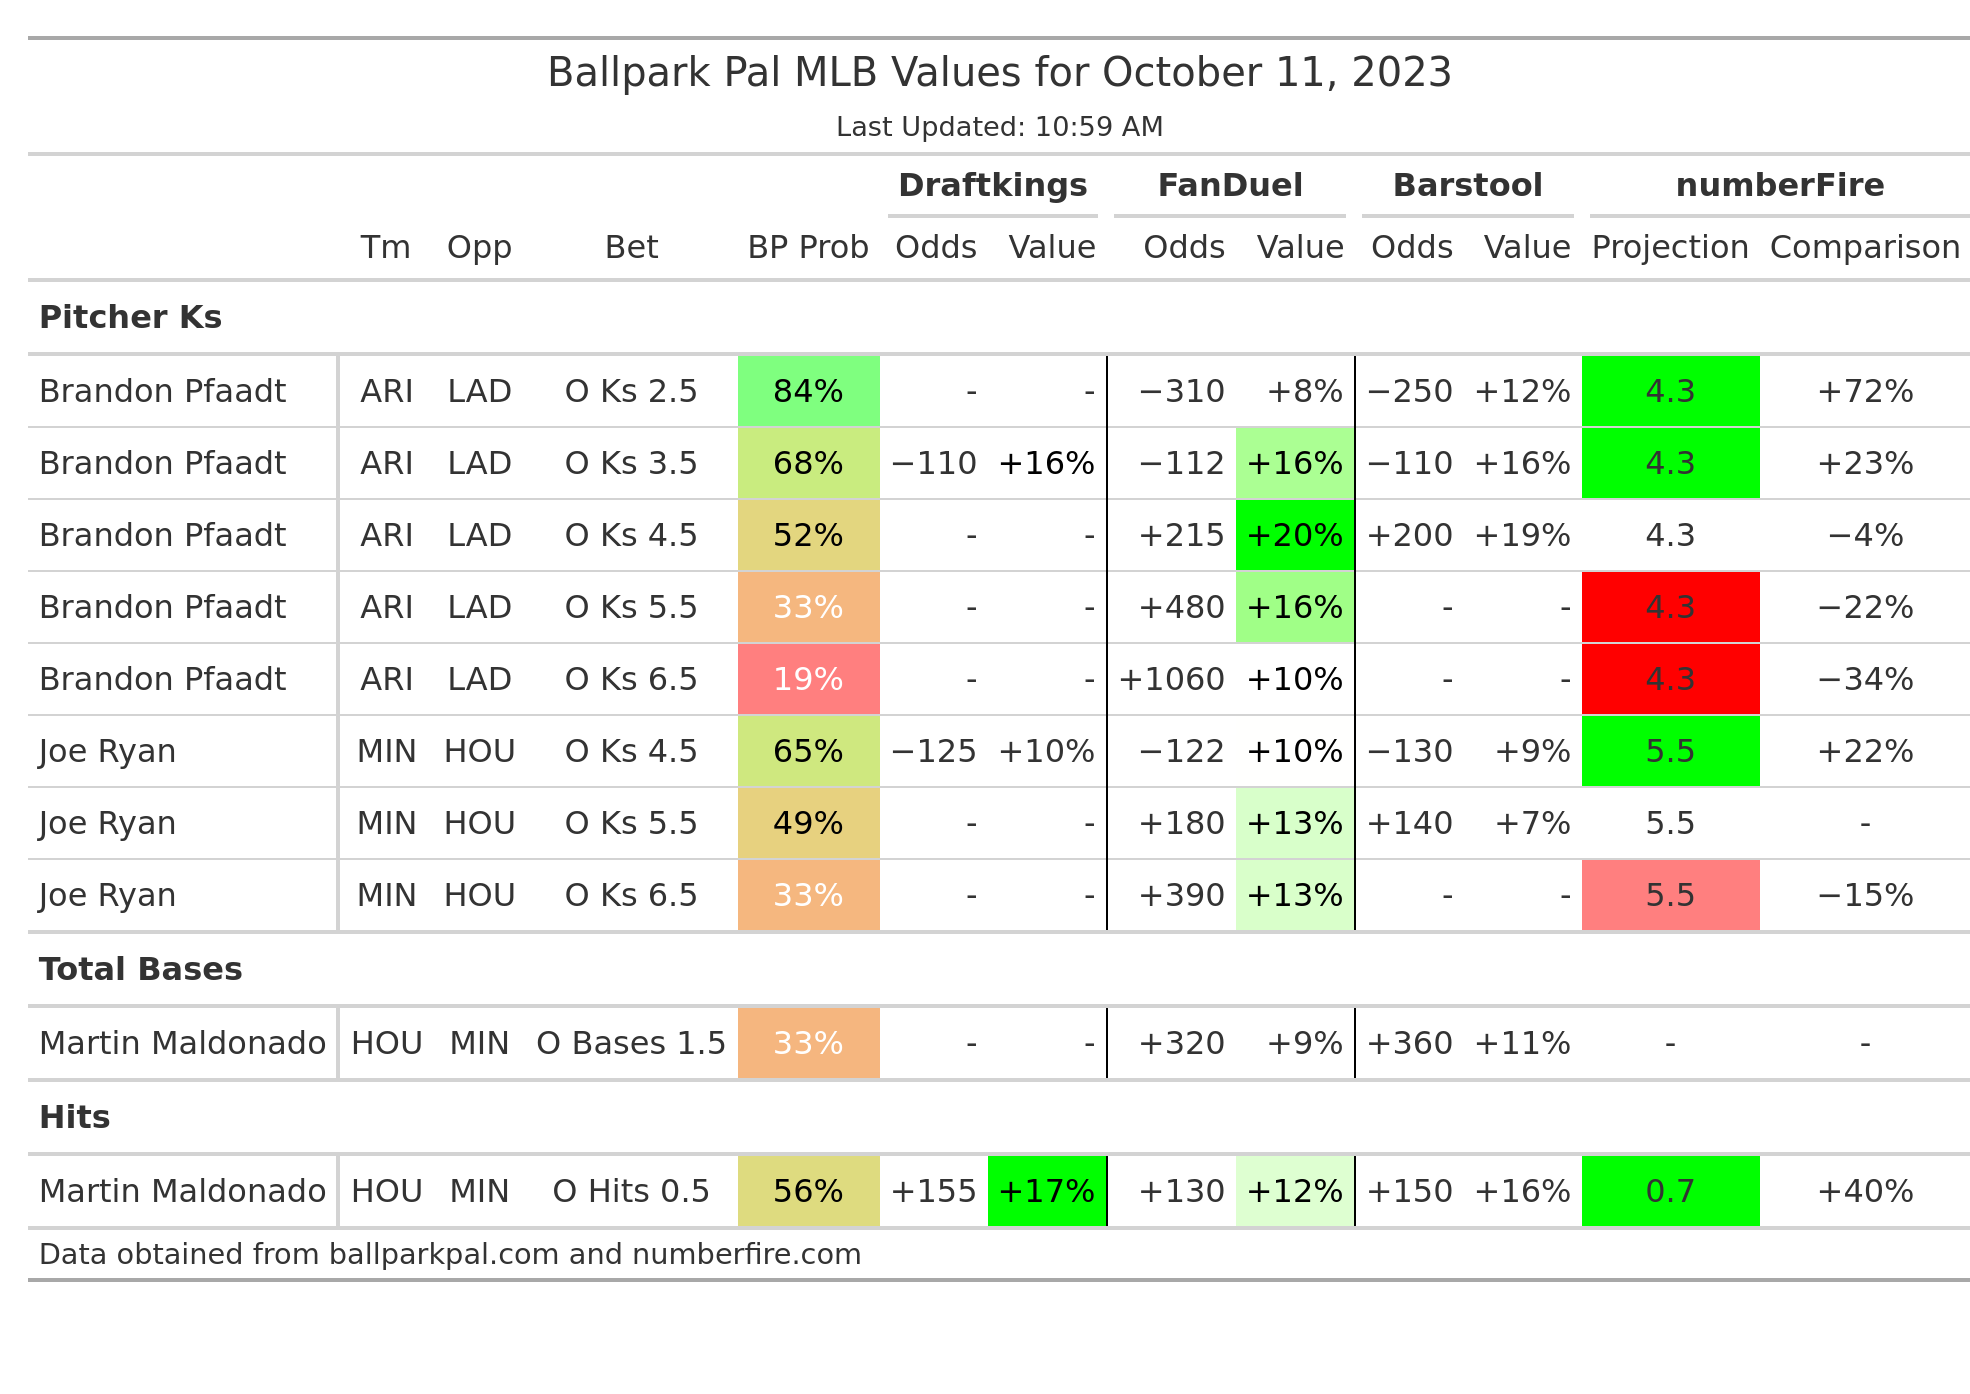 Ballpark Pal MLB Values for October 11, 2023
Last Updated: 10:59 AM
Draftkings FanDuel Barstool numberFire
Tm Opp Bet BP Prob Odds Value Odds Value Odds Value Projection Comparison
Pitcher Ks
Brandon Pfaadt ARI LAD O Ks 2.5 84% - - −310 +8% −250 +12% 4.3 +72%
Brandon Pfaadt ARI LAD O Ks 3.5 68% −110 +16% −112 +16% −110 +16% 4.3 +23%
Brandon Pfaadt ARI LAD O Ks 4.5 52% - - +215 +20% +200 +19% 4.3 −4%
Brandon Pfaadt ARI LAD O Ks 5.5 33% - - +480 +16% - - 4.3 −22%
Brandon Pfaadt ARI LAD O Ks 6.5 19% - - +1060 +10% - - 4.3 −34%
Joe Ryan MIN HOU O Ks 4.5 65% −125 +10% −122 +10% −130 +9% 5.5 +22%
Joe Ryan MIN HOU O Ks 5.5 49% - - +180 +13% +140 +7% 5.5 -
Joe Ryan MIN HOU O Ks 6.5 33% - - +390 +13% - - 5.5 −15%
Total Bases
Martin Maldonado HOU MIN O Bases 1.5 33% - - +320 +9% +360 +11% - -
Hits
Martin Maldonado HOU MIN O Hits 0.5 56% +155 +17% +130 +12% +150 +16% 0.7 +40%
Data obtained from ballparkpal.com and numberfire.com